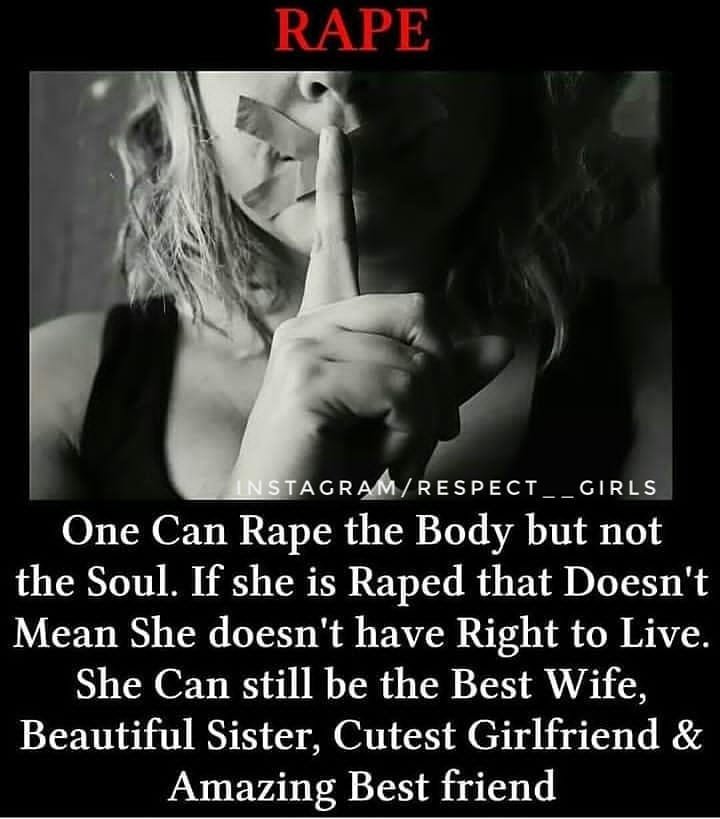 RAPE
INSTAGRAM/RESPECT__GIRLS
One Can Rape the Body but not
the Soul. If she is Raped that Doesn't
Mean She doesn't have Right to Live.
She Can still be the Best Wife,
Beautiful Sister, Cutest Girlfriend &
Amazing Best friend